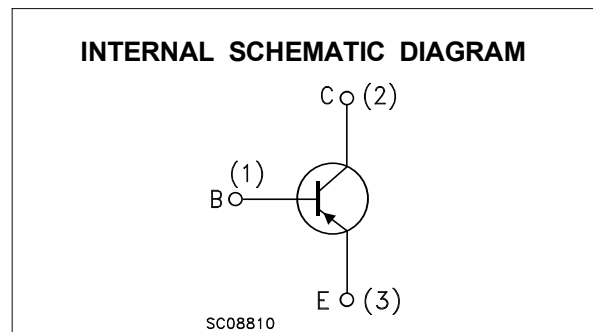 INTERNAL SCHEMATIC DIAGRAM
C (2)
(1)
B
E (3)
SC08810